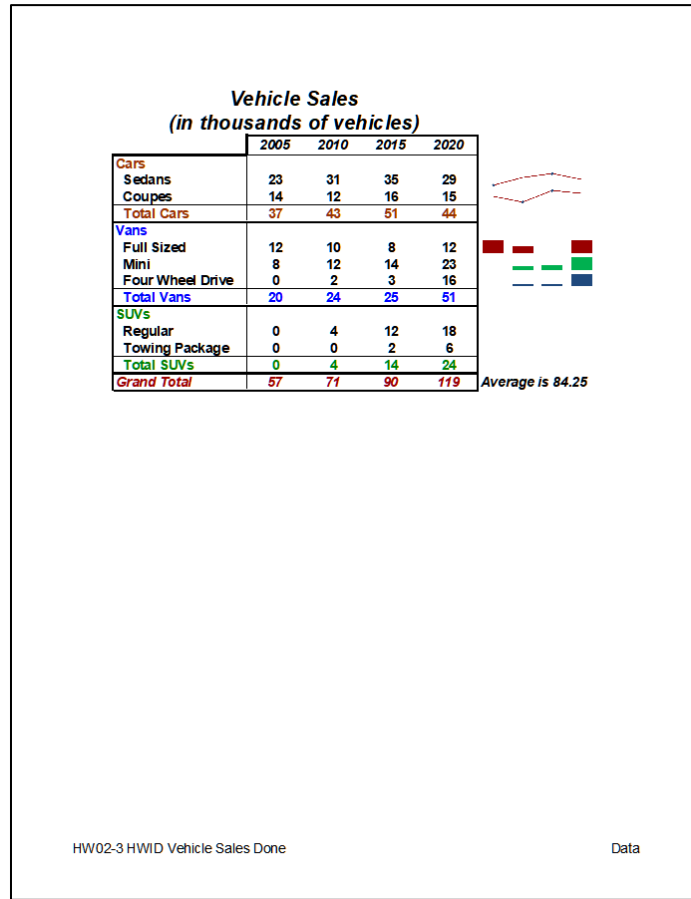 Vehicle Sales
(in thousands of vehicles)
2005 2010 2015 2020
Cars
Sedans 23 31 35 29
Coupes 14 12 16 15
Total Cars 37 43 51 44
Vans
Full Sized 12 10 8 12
Mini 8 12 14 23
Four Wheel Drive 0 2 3 16
Total Vans 20 24 25 51
SUVs
Regular 0 4 12 18
Towing Package 0 0 2 6
Total SUVs 0 4 14 24
Grand Total 57 71 90 119 Average is 84.25
HW02-3 HWID Vehicle Sales Done Data